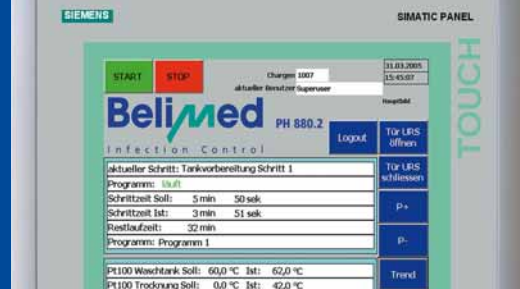 SIEMENS
SIMATIC PANEL
TOUCH
START
STOP
Chargen 1007
aktueller Benutzer Superuser
31.03.2005
15:45:07
Hauptbild
Belimed
Infection Control
PH 880.2
Logout
Tür URS
öffnen
aktueller Schritt: Tankvorbereitung Schritt 1
Programm: läuft
Schrittzeit Soll: 5 min 50 sek
Schrittzeit Ist: 3 min 51 sek
Restlaufzeit: 32 min
Programm: Programm 1
Tür URS
schliessen
P+
P-
Pt100 Waschtank Soll: 60,0 °C Ist: 62,0 °C
Pt100 Trocknung Soll: 0,0 °C Ist: 42,0 °C
Trend